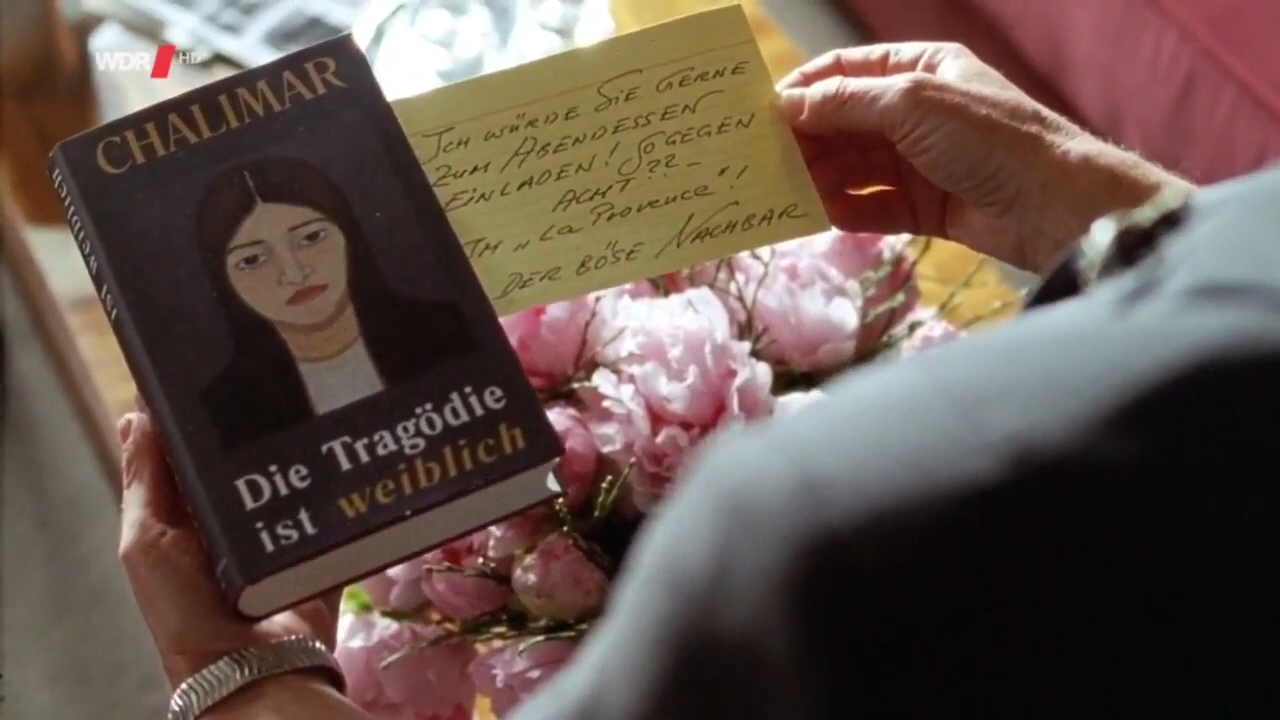 WDR HD
CHALIMAR
Die Tragödie
ist weiblich
ist weiblich
ICH WÜRDE SIE GERNE
ZUM ABENDESSEN
EINLADEN! SO GEGEN
ACHT??-
IM „La Provence"!
DER BÖSE NACHBAR